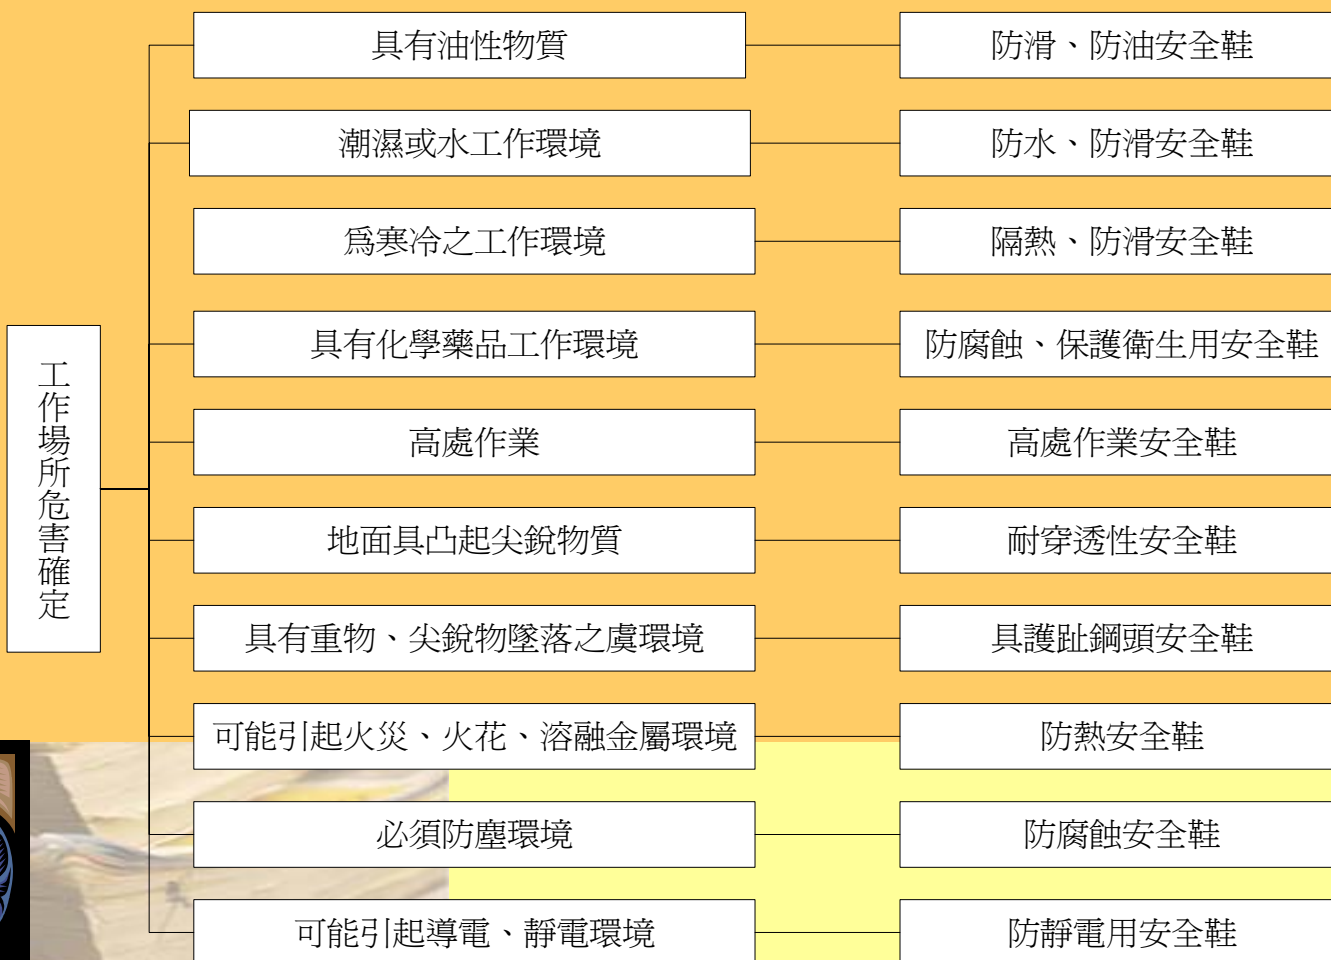 工作場所危害確定
具有油性物質
防滑、防油安全鞋
潮濕或水工作環境
防水、防滑安全鞋
爲寒冷之工作環境
隔熱、防滑安全鞋
具有化學藥品工作環境
防腐蝕、保護衛生用安全鞋
高處作業
高處作業安全鞋
地面具凸起尖銳物質
耐穿透性安全鞋
具有重物、尖銳物墜落之虞環境
具護趾鋼頭安全鞋
可能引起火災、火花、溶融金屬環境
防熱安全鞋
必須防塵環境
防腐蝕安全鞋
可能引起導電、靜電環境
防靜電用安全鞋